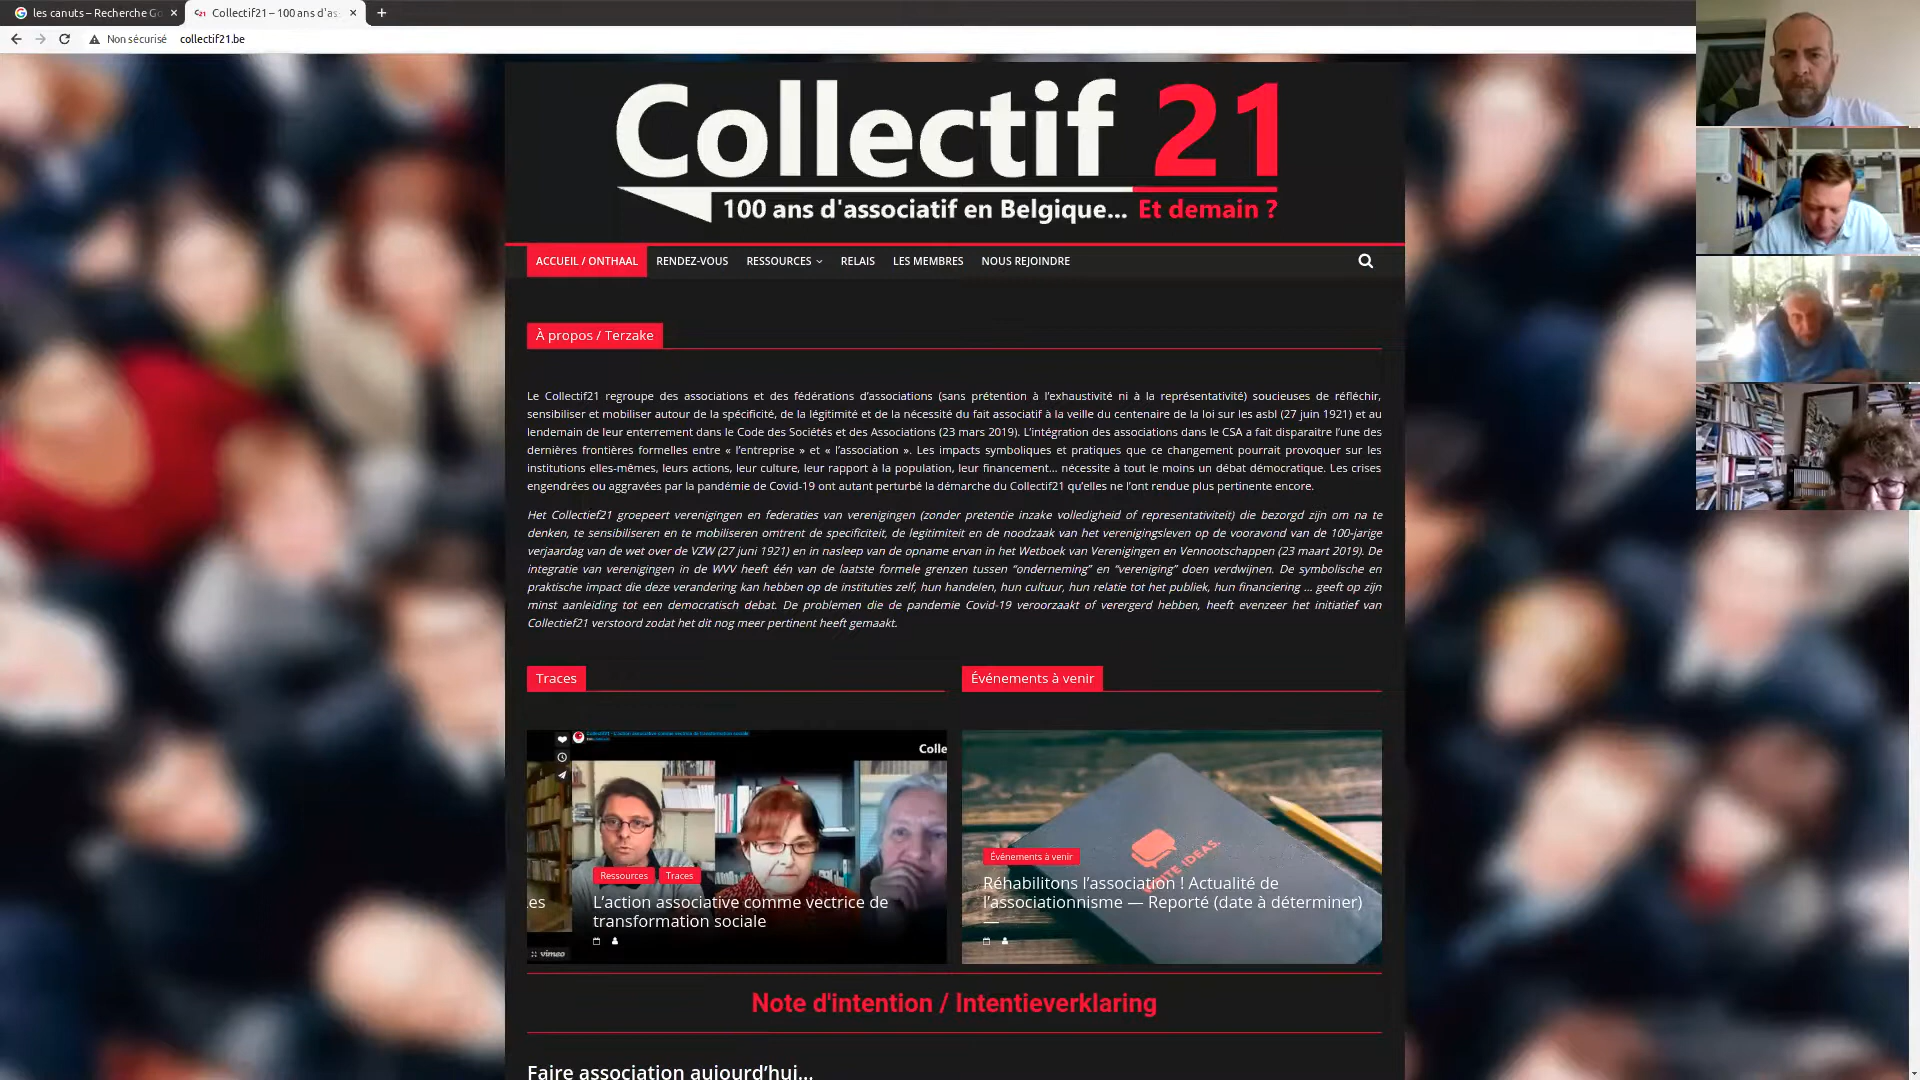 les canuts – Recherche Go
Collectif21 – 100 ans d'as
Non sécurisé collectif21.be
Collectif 21
100 ans d'associatif en Belgique... Et demain ?
ACCUEIL / ONTHAAL RENDEZ-VOUS RESSOURCES RELAIS LES MEMBRES NOUS REJOINDRE
À propos / Terzake
Le Collectif21 regroupe des associations et des fédérations d’associations (sans prétention à l’exhaustivité ni à la représentativité) soucieuses de réfléchir,
sensibiliser et mobiliser autour de la spécificité, de la légitimité et de la nécessité du fait associatif à la veille du centenaire de la loi sur les asbl (27 juin 1921) et au
lendemain de leur enterrement dans le Code des Sociétés et des Associations (23 mars 2019). L’intégration des associations dans le CSA a fait disparaitre l’une des
dernières frontières formelles entre « l’entreprise » et « l’association ». Les impacts symboliques et pratiques que ce changement pourrait provoquer sur les
institutions elles-mêmes, leurs actions, leur culture, leur rapport à la population, leur financement… nécessite à tout le moins un débat démocratique. Les crises
engendrées ou aggravées par la pandémie de Covid-19 ont autant perturbé la démarche du Collectif21 qu’elles ne l’ont rendue plus pertinente encore.
Het Collectief21 groepeert verenigingen en federaties van verenigingen (zonder pretentie inzake volledigheid of representativiteit) die bezorgd zijn om na te
denken, te sensibiliseren en te mobiliseren omtrent de specificiteit, de legitimiteit en de noodzaak van het verenigingsleven op de vooravond van de 100-jarige
verjaardag van de wet over de VZW (27 juni 1921) en in nasleep van de opname ervan in het Wetboek van Verenigingen en Vennootschappen (23 maart 2019). De
integratie van verenigingen in de WVV heeft één van de laatste formele grenzen tussen “onderneming” en “vereniging” doen verdwijnen. De symbolische en
praktische impact die deze verandering kan hebben op de instituties zelf, hun handelen, hun cultuur, hun relatie tot het publiek, hun financiering … geeft op zijn
minst aanleiding tot een democratisch debat. De problemen die de pandemie Covid-19 veroorzaakt of verergerd hebben, heeft evenzeer het initiatief van
Collectief21 verstoord zodat het dit nog meer pertinent heeft gemaakt.
Traces
Événements à venir
Colle
Ressources Traces
es
L’action associative comme vectrice de
transformation sociale
vimeo
IDEAS.
Événements à venir
Réhabilitons l’association ! Actualité de
l’associationnisme — Reporté (date à déterminer)
—
Note d'intention / Intentieverklaring
Faire association aujourd’hui…